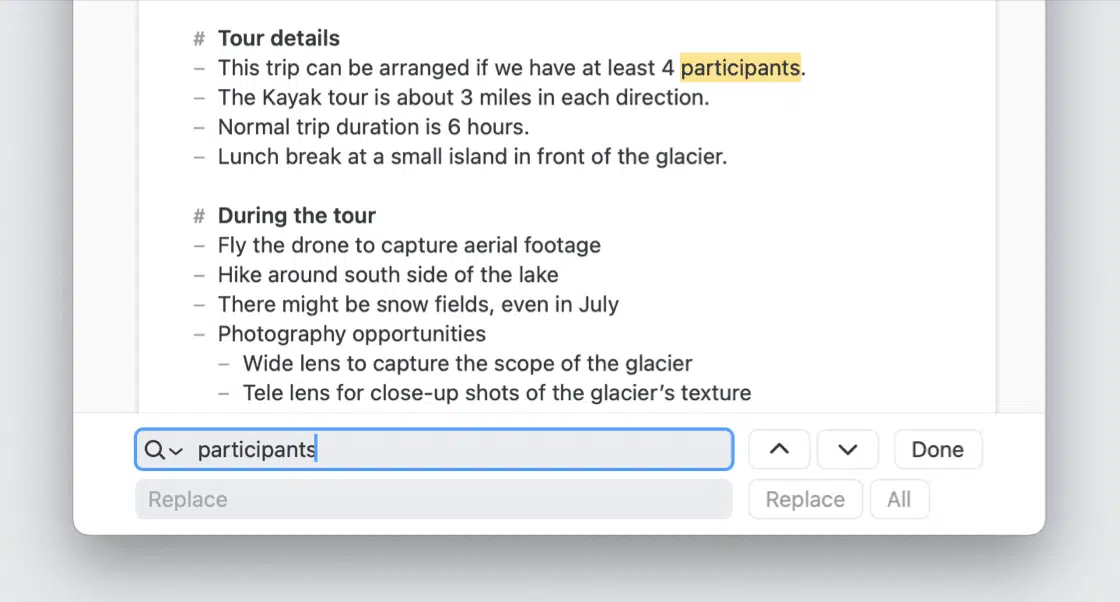 # Tour details
– This trip can be arranged if we have at least 4 participants.
– The Kayak tour is about 3 miles in each direction.
– Normal trip duration is 6 hours.
– Lunch break at a small island in front of the glacier.
# During the tour
– Fly the drone to capture aerial footage
– Hike around south side of the lake
– There might be snow fields, even in July
– Photography opportunities
– Wide lens to capture the scope of the glacier
– Tele lens for close-up shots of the glacier’s texture
participants Done
Replace Replace All